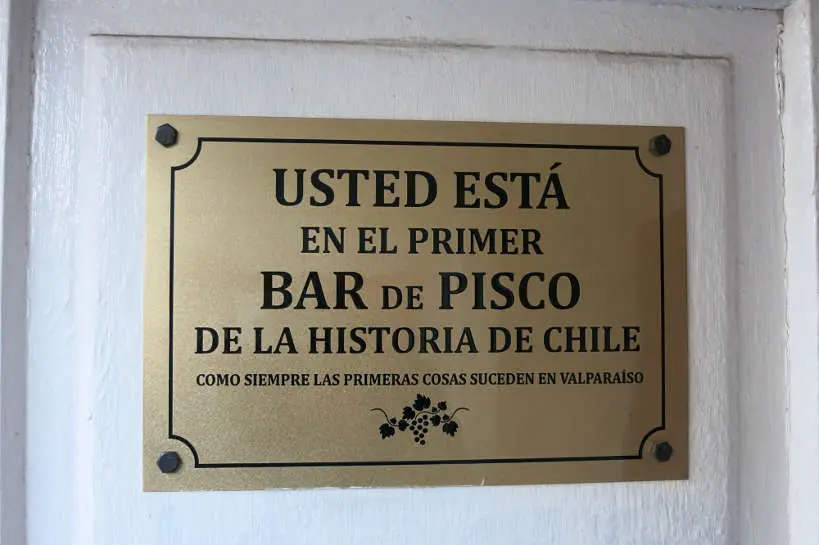 USTED ESTÁ
EN EL PRIMER
BAR DE PISCO
DE LA HISTORIA DE CHILE
COMO SIEMPRE LAS PRIMERAS COSAS SUCEDEN EN VALPARAÍSO